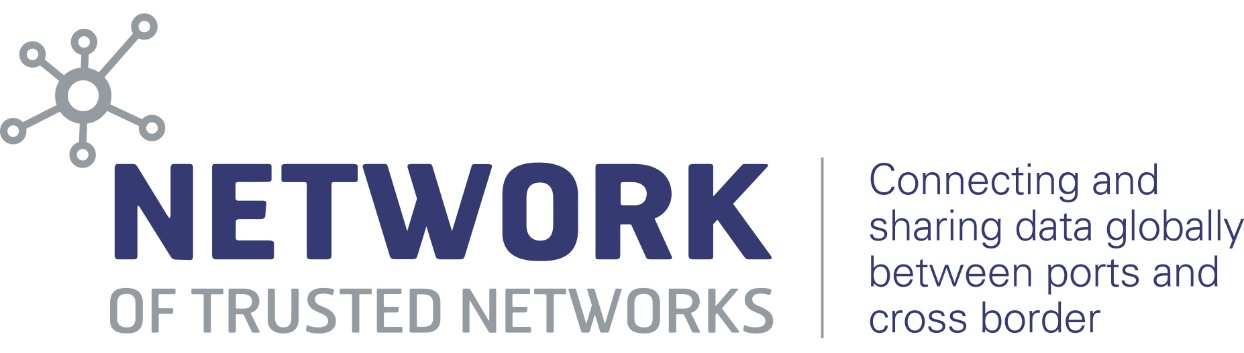 NETWORK
OF TRUSTED NETWORKS
Connecting and
sharing data globally
between ports and
cross border